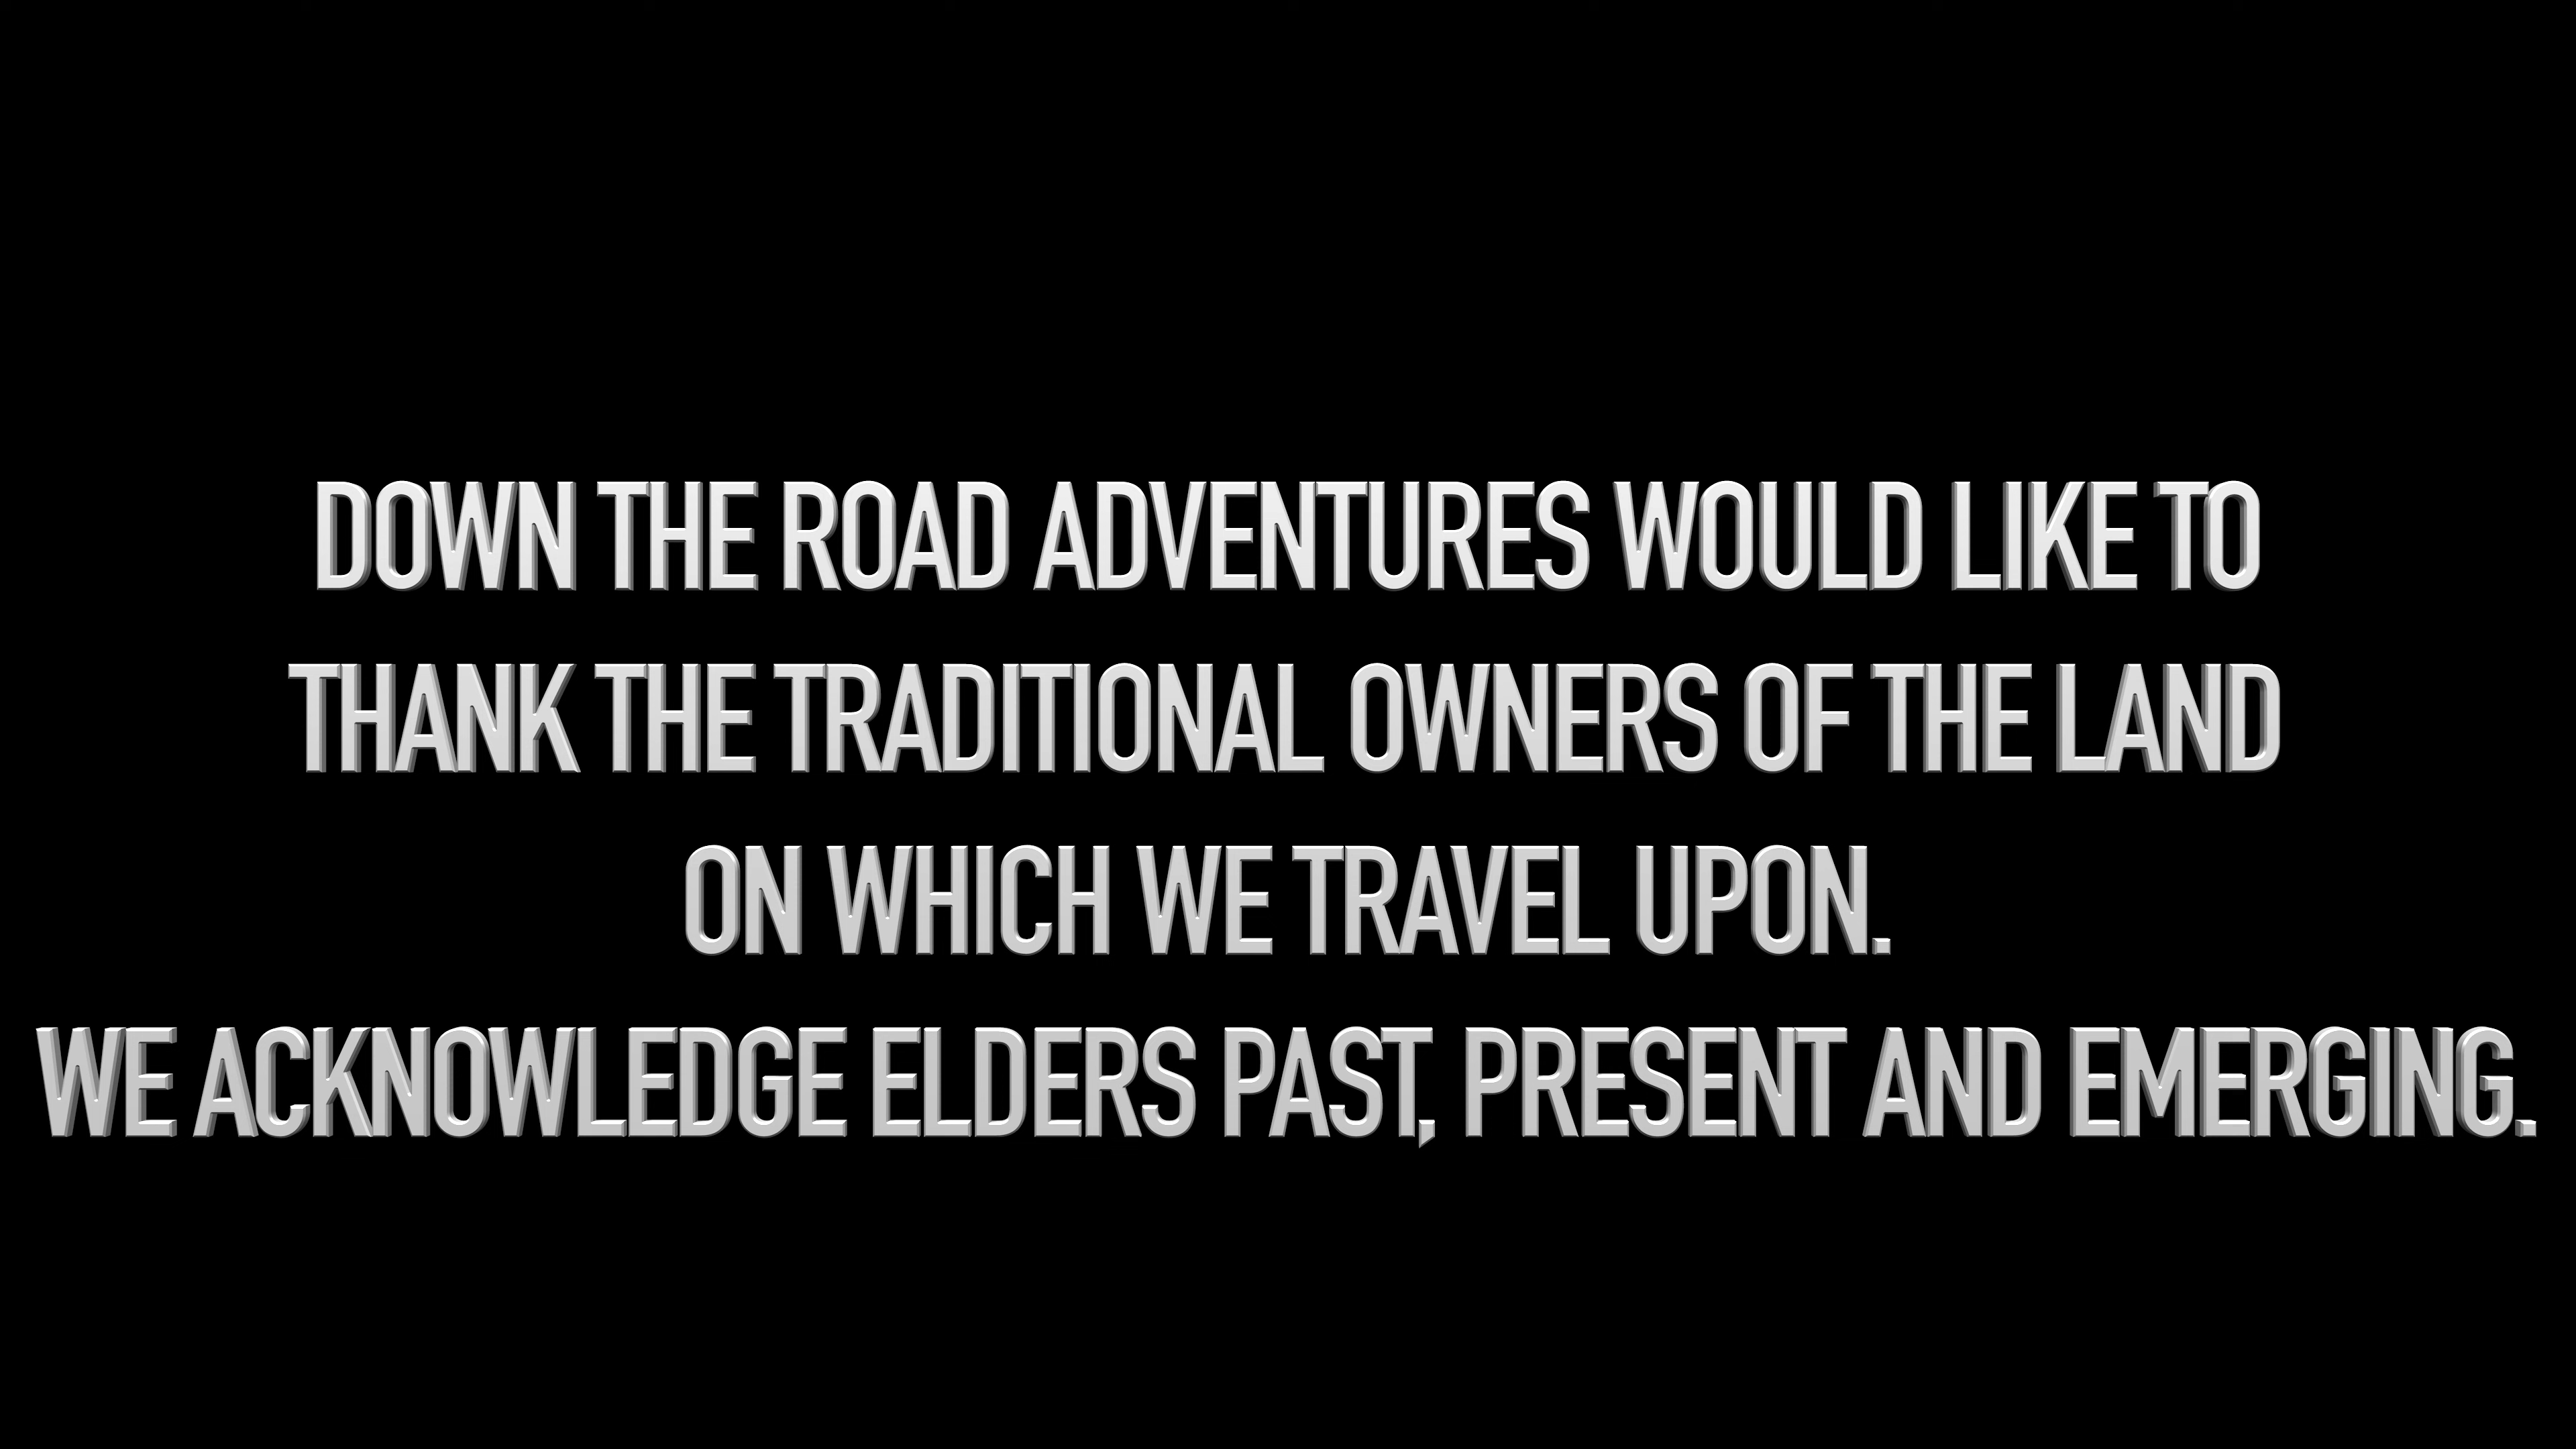 DOWN THE ROAD ADVENTURES WOULD LIKE TO
THANK THE TRADITIONAL OWNERS OF THE LAND
ON WHICH WE TRAVEL UPON.
WE ACKNOWLEDGE ELDERS PAST, PRESENT AND EMERGING.